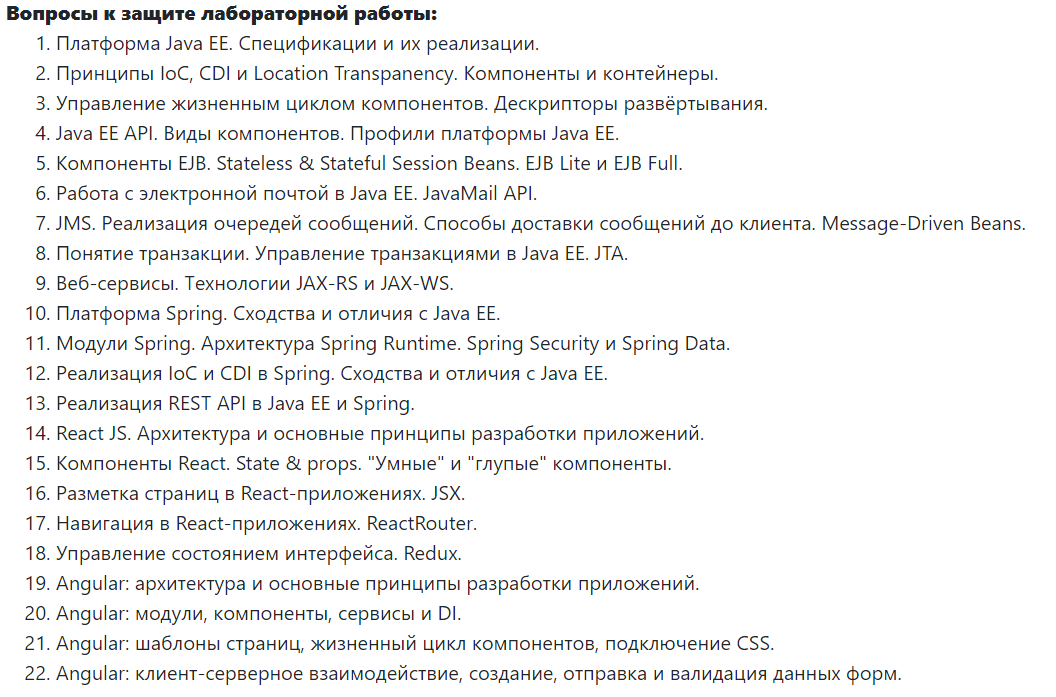 Вопросы к защите лабораторной работы:
1. Платформа Java EE. Спецификации и их реализации.
2. Принципы IoC, CDI и Location Transpanency. Компоненты и контейнеры.
3. Управление жизненным циклом компонентов. Дескрипторы развёртывания.
4. Java EE API. Виды компонентов. Профили платформы Java EE.
5. Компоненты EJB. Stateless & Stateful Session Beans. EJB Lite и EJB Full.
6. Работа с электронной почтой в Java EE. JavaMail API.
7. JMS. Реализация очередей сообщений. Способы доставки сообщений до клиента. Message-Driven Beans.
8. Понятие транзакции. Управление транзакциями в Java EE. JTA.
9. Веб-сервисы. Технологии JAX-RS и JAX-WS.
10. Платформа Spring. Сходства и отличия с Java EE.
11. Модули Spring. Архитектура Spring Runtime. Spring Security и Spring Data.
12. Реализация IoC и CDI в Spring. Сходства и отличия с Java EE.
13. Реализация REST API в Java EE и Spring.
14. React JS. Архитектура и основные принципы разработки приложений.
15. Компоненты React. State & props. "Умные" и "глупые" компоненты.
16. Разметка страниц в React-приложениях. JSX.
17. Навигация в React-приложениях. ReactRouter.
18. Управление состоянием интерфейса. Redux.
19. Angular: архитектура и основные принципы разработки приложений.
20. Angular: модули, компоненты, сервисы и DI.
21. Angular: шаблоны страниц, жизненный цикл компонентов, подключение CSS.
22. Angular: клиент-серверное взаимодействие, создание, отправка и валидация данных форм.